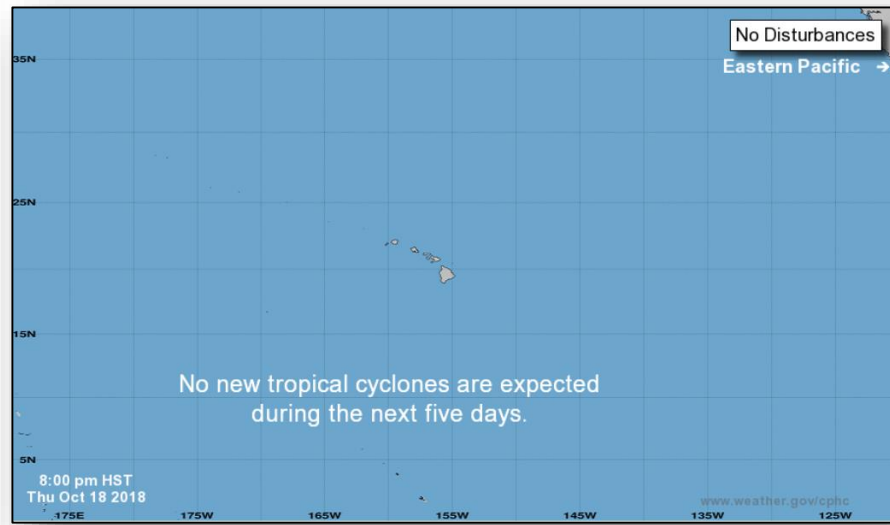 No Disturbances
Eastern Pacific →
35N
25N
15N
No new tropical cyclones are expected
during the next five days.
5N
8:00 pm HST
Thu Oct 18 2018
www.weather.gov/cphc
175E 175W 165W 155W 145W 135W 125W